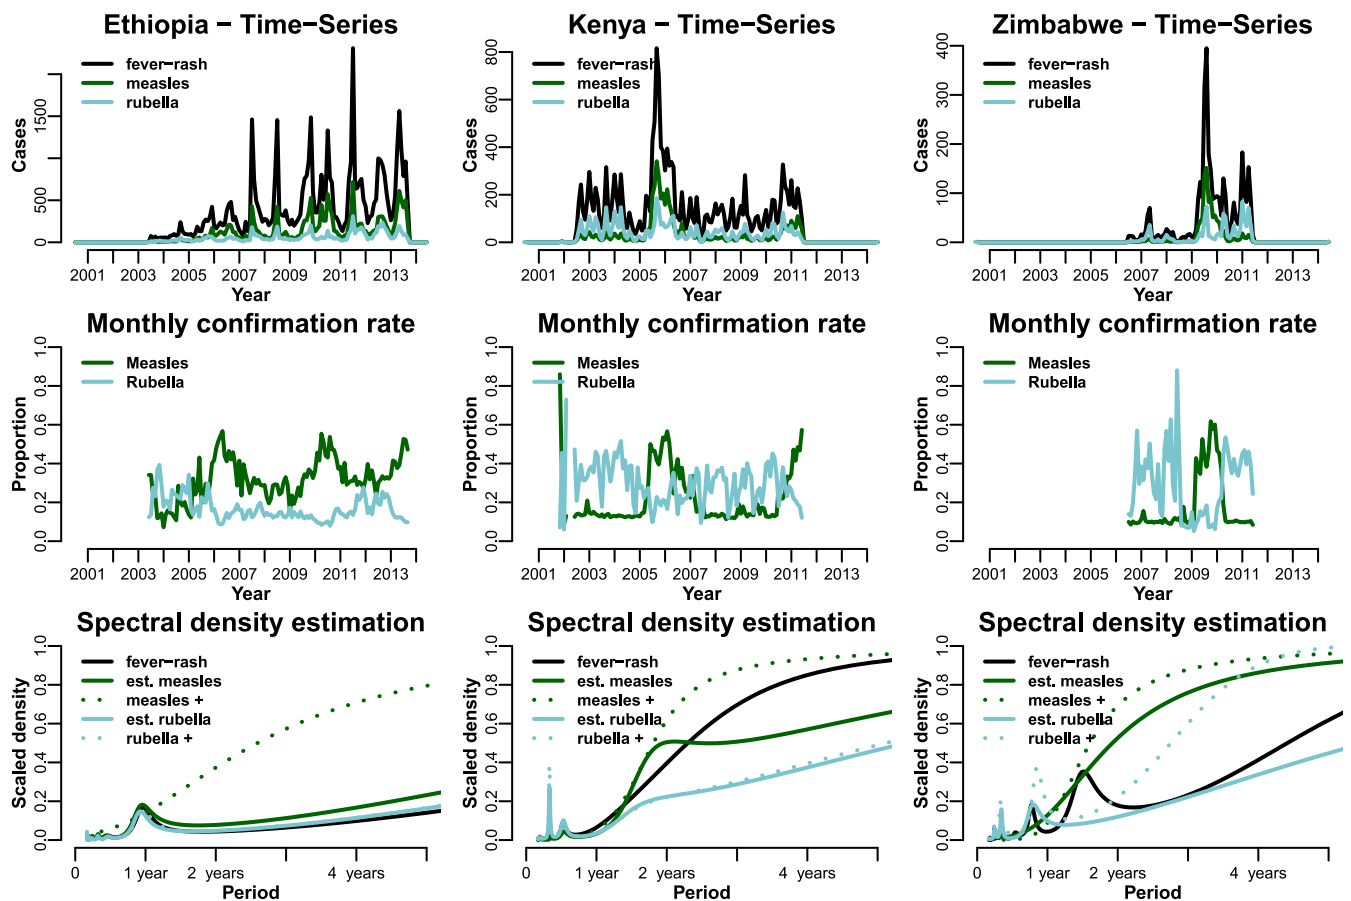 Ethiopia − Time−Series
Cases
1500
500
0
fever−rash
measles
rubella
2001 2003 2005 2007 2009 2011 2013
Year
Kenya − Time−Series
Cases
800
600
400
200
0
fever−rash
measles
rubella
2001 2003 2005 2007 2009 2011 2013
Year
Zimbabwe − Time−Series
Cases
400
300
200
100
0
fever−rash
measles
rubella
2001 2003 2005 2007 2009 2011 2013
Year
Monthly confirmation rate
Proportion
1.0
0.8
0.6
0.4
0.2
0.0
Measles
Rubella
2001 2003 2005 2007 2009 2011 2013
Year
Monthly confirmation rate
Proportion
1.0
0.8
0.6
0.4
0.2
0.0
Measles
Rubella
2001 2003 2005 2007 2009 2011 2013
Year
Monthly confirmation rate
Proportion
1.0
0.8
0.6
0.4
0.2
0.0
Measles
Rubella
2001 2003 2005 2007 2009 2011 2013
Year
Spectral density estimation
Scaled density
1.0
0.8
0.6
0.4
0.2
0.0
fever−rash
est. measles
measles +
est. rubella
rubella +
0 1 year 2 years 4 years
Period
Spectral density estimation
Scaled density
1.0
0.8
0.6
0.4
0.2
0.0
fever−rash
est. measles
measles +
est. rubella
rubella +
0 1 year 2 years 4 years
Period
Spectral density estimation
Scaled density
1.0
0.8
0.6
0.4
0.2
0.0
fever−rash
est. measles
measles +
est. rubella
rubella +
0 1 year 2 years 4 years
Period